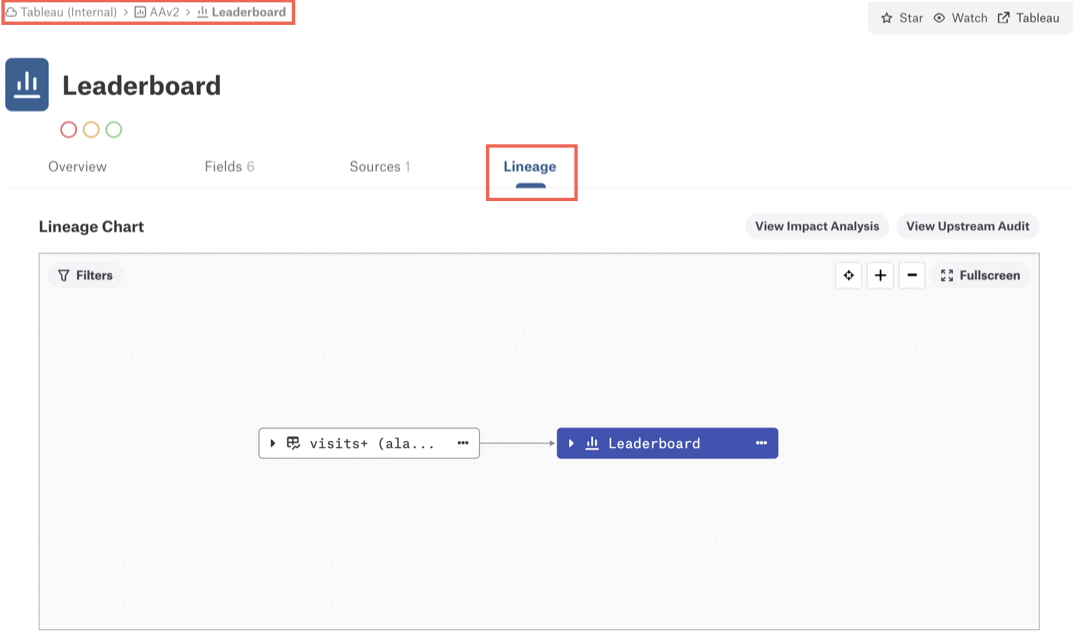 Tableau (Internal) > AAv2 > Leaderboard
Star Watch Tableau
Leaderboard
Overview Fields 6 Sources 1 Lineage
Lineage Chart View Impact Analysis View Upstream Audit
Filters Fullscreen
visits+ (ala... Leaderboard